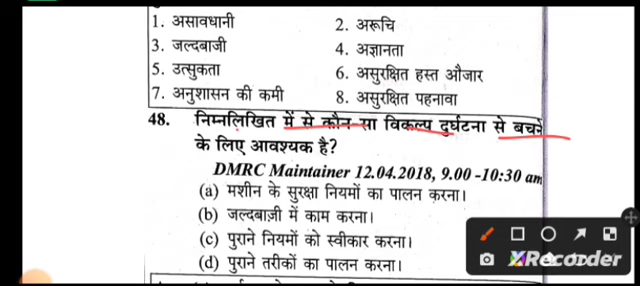 1. असावधानी 2. अरूचि
3. जल्दबाजी 4. अज्ञानता
5. उत्सुकता 6. असुरक्षित हस्त औजार
7. अनुशासन की कमी 8. असुरक्षित पहनावा
48. निम्नलिखित में से कौन-सा विकल्प दुर्घटना से बचने
के लिए आवश्यक है?
DMRC Maintainer 12.04.2018, 9.00 -10:30 am
(a) मशीन के सुरक्षा नियमों का पालन करना।
(b) जल्दबाज़ी में काम करना।
(c) पुराने नियमों को स्वीकार करना।
(d) पुराने तरीकों का पालन करना।
XRecorder